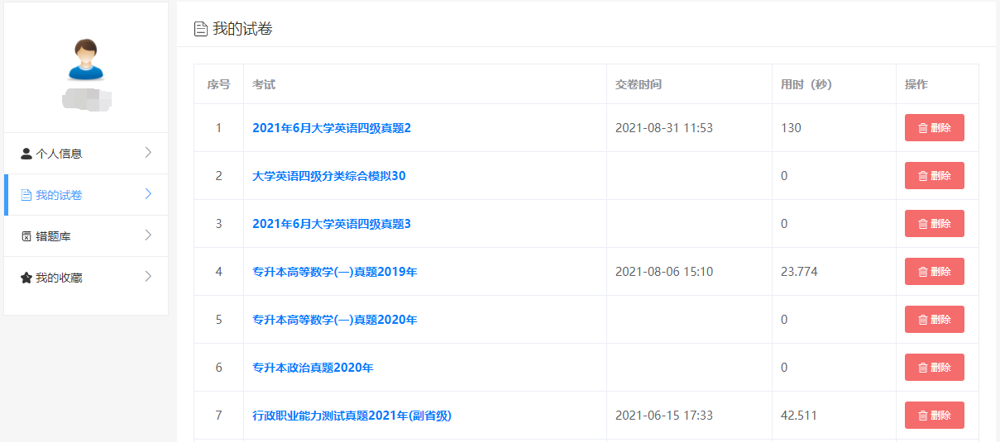 我的试卷
个人信息
我的试卷
错题库
我的收藏
序号 考试 交卷时间 用时（秒） 操作
1 2021年6月大学英语四级真题2 2021-08-31 11:53 130 删除
2 大学英语四级分类综合模拟30 0 删除
3 2021年6月大学英语四级真题3 0 删除
4 专升本高等数学(一)真题2019年 2021-08-06 15:10 23.774 删除
5 专升本高等数学(一)真题2020年 0 删除
6 专升本政治真题2020年 0 删除
7 行政职业能力测试真题2021年(副省级) 2021-06-15 17:33 42.511 删除